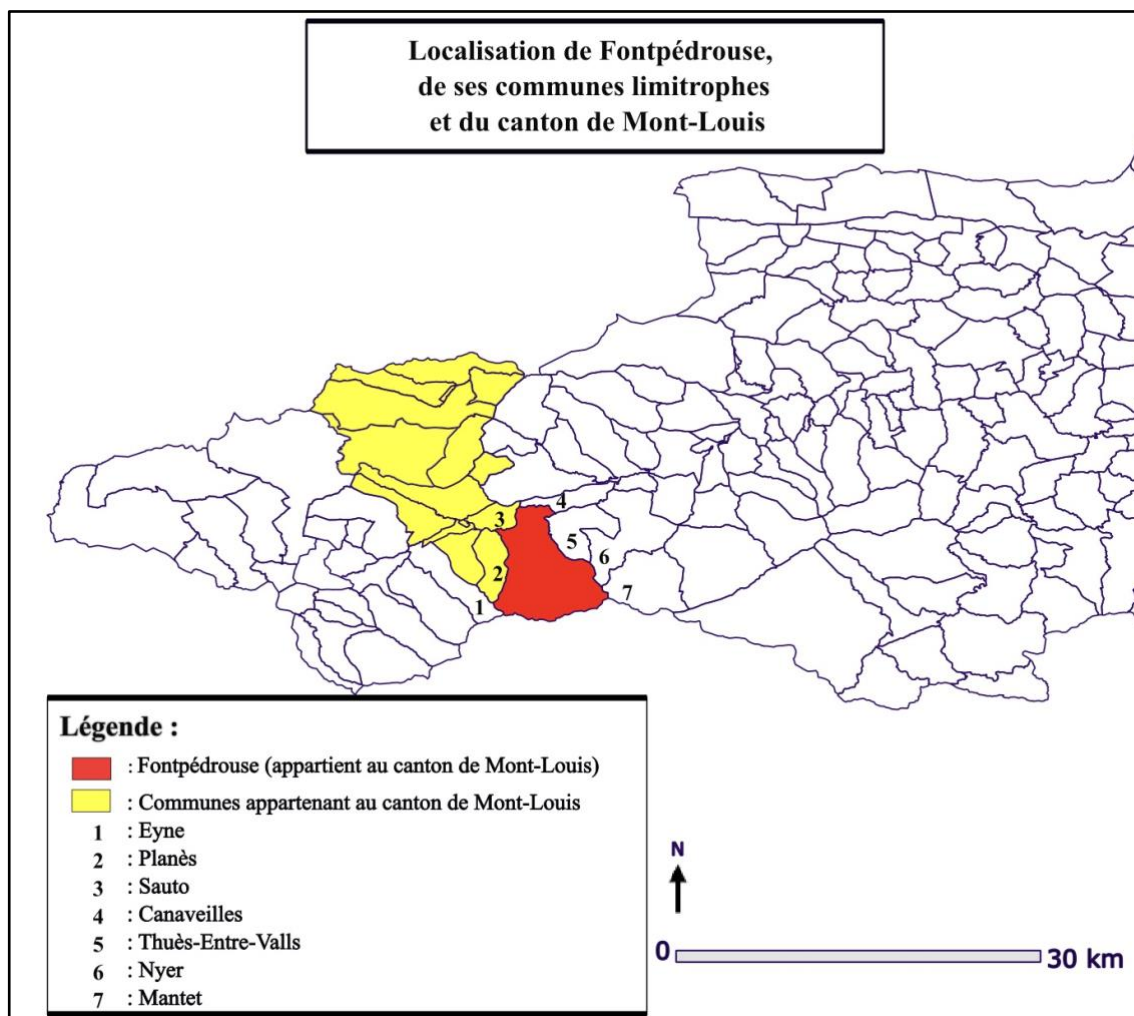 Localisation de Fontpédrouse,
de ses communes limitrophes
et du canton de Mont-Louis
4
3
5
2
6
7
1
Légende :
: Fontpédrouse (appartient au canton de Mont-Louis)
: Communes appartenant au canton de Mont-Louis
1 : Eyne
2 : Planès
3 : Sauto
4 : Canaveilles
5 : Thuès-Entre-Valls
6 : Nyer
7 : Mantet
N
0 30 km